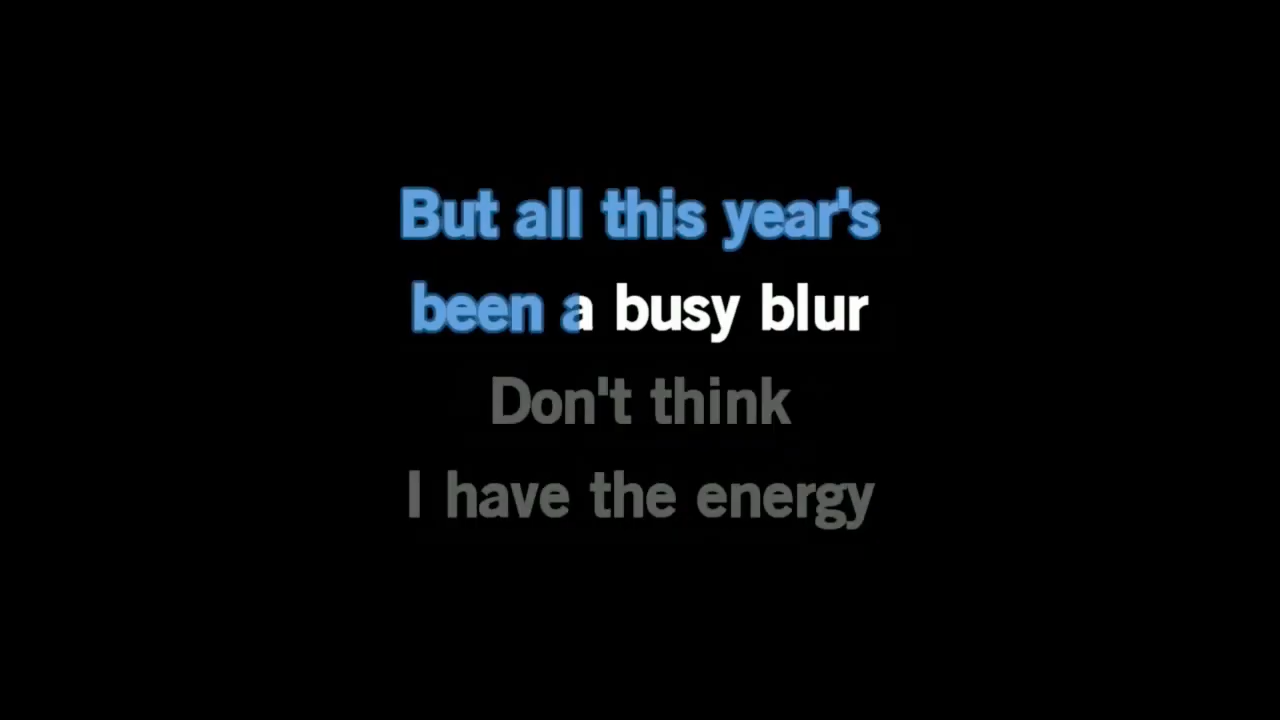 But all this year's
been a busy blur
Don't think
I have the energy